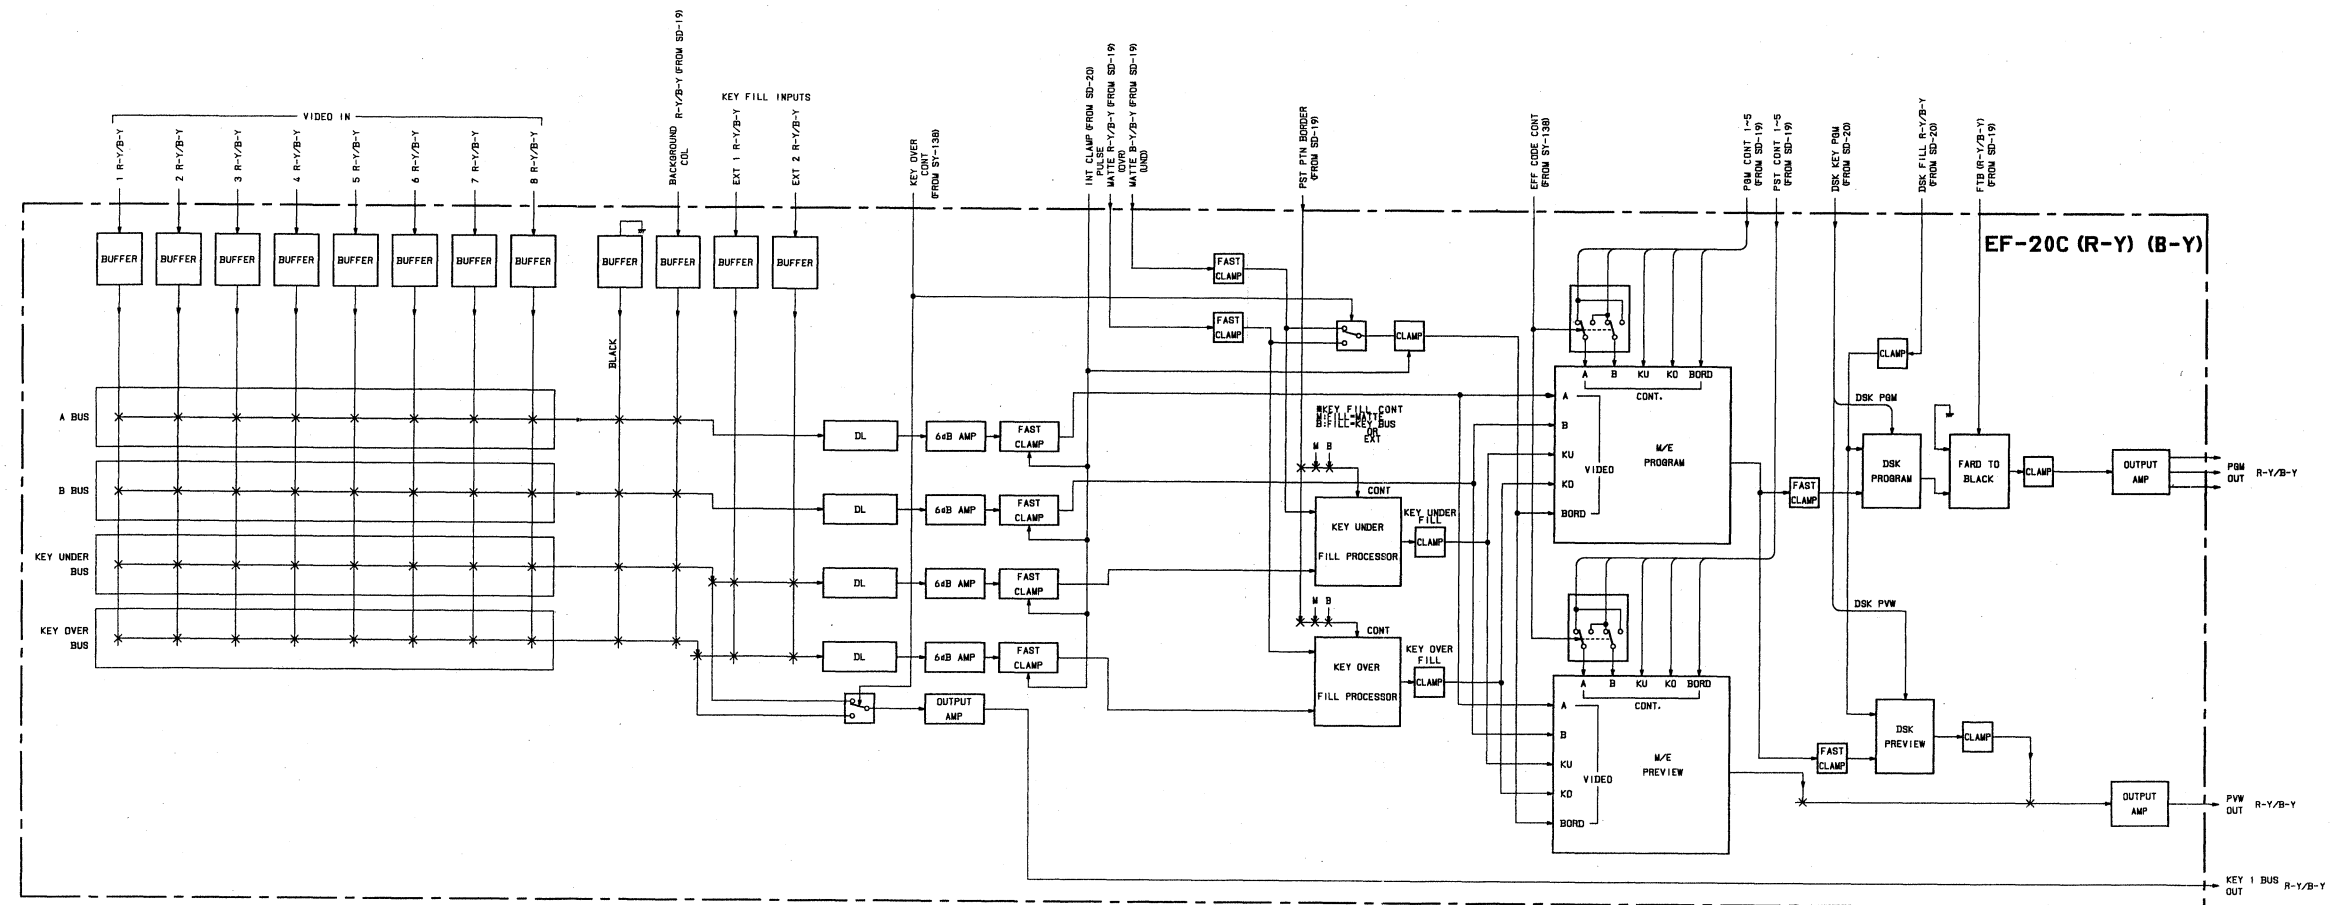 VIDEO IN
1 R-Y/B-Y
2 R-Y/B-Y
3 R-Y/B-Y
4 R-Y/B-Y
5 R-Y/B-Y
6 R-Y/B-Y
7 R-Y/B-Y
8 R-Y/B-Y
BACKGROUND R-Y/B-Y (FROM SD-19)
COL
KEY FILL INPUTS
EXT 1 R-Y/B-Y
EXT 2 R-Y/B-Y
KEY OVER
CONT
(FROM SY-138)
INT CLAMP (FROM SD-20)
PULSE
MATTE R-Y/B-Y (FROM SD-19)
(OVR)
MATTE B-Y/B-Y (FROM SD-19)
(UND)
PST PTN BORDER
(FROM SD-19)
EFF CODE CONT
(FROM SY-138)
PGM CONT 1~5
(FROM SD-19)
PST CONT 1~5
(FROM SD-19)
DSK KEY PGM
(FROM SD-20)
DSK FILL R-Y/B-Y
(FROM SD-20)
FTB (R-Y/B-Y)
(FROM SD-19)
EF-20C (R-Y) (B-Y)
BUFFER
BUFFER
BUFFER
BUFFER
BUFFER
BUFFER
BUFFER
BUFFER
BUFFER
BUFFER
BUFFER
BUFFER
BLACK
FAST
CLAMP
FAST
CLAMP
CLAMP
CLAMP
A BUS
B BUS
KEY UNDER
BUS
KEY OVER
BUS
DL
6dB AMP
FAST
CLAMP
DL
6dB AMP
FAST
CLAMP
DL
6dB AMP
FAST
CLAMP
DL
6dB AMP
FAST
CLAMP
OUTPUT
AMP
※KEY FILL CONT
M:FILL=MATTE
B:FILL=KEY BUS
OR
EXT
M B
CONT
KEY UNDER
FILL PROCESSOR
KEY UNDER
FILL
CLAMP
M B
CONT
KEY OVER
FILL PROCESSOR
KEY OVER
FILL
CLAMP
A B KU KO BORD
CONT.
A
B
KU
KO
BORD
VIDEO
M/E
PROGRAM
A B KU KO BORD
CONT.
A
B
KU
KO
BORD
VIDEO
M/E
PREVIEW
DSK PGM
FAST
CLAMP
DSK
PROGRAM
FARD TO
BLACK
CLAMP
OUTPUT
AMP
PGM
OUT
R-Y/B-Y
DSK PVW
FAST
CLAMP
DSK
PREVIEW
CLAMP
OUTPUT
AMP
PVW
OUT
R-Y/B-Y
KEY 1 BUS
OUT
R-Y/B-Y